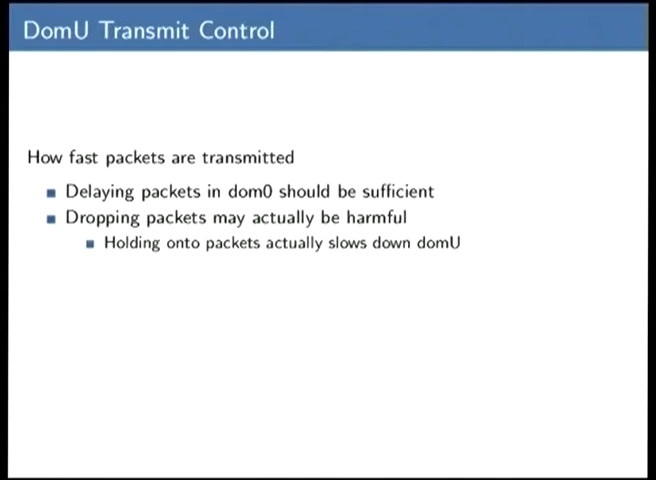 DomU Transmit Control
How fast packets are transmitted
Delaying packets in dom0 should be sufficient
Dropping packets may actually be harmful
Holding onto packets actually slows down domU